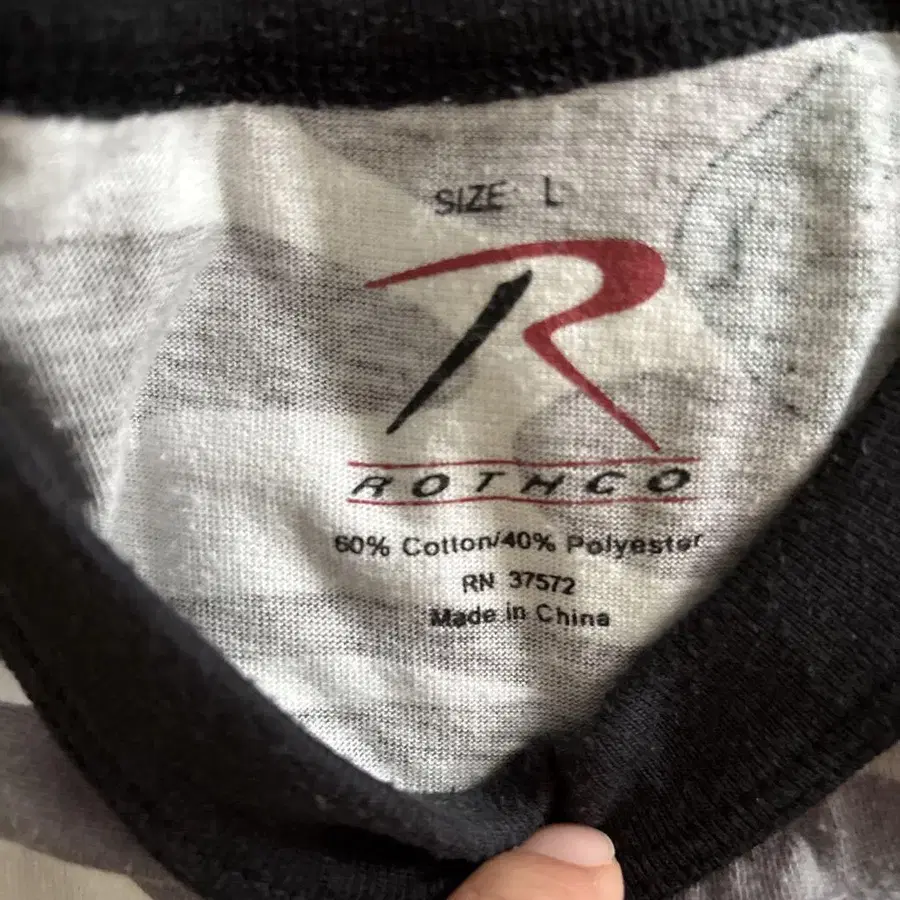 SIZE L
R
ROTHCO
60% Cotton/40% Polyester
RN 37572
Made in China